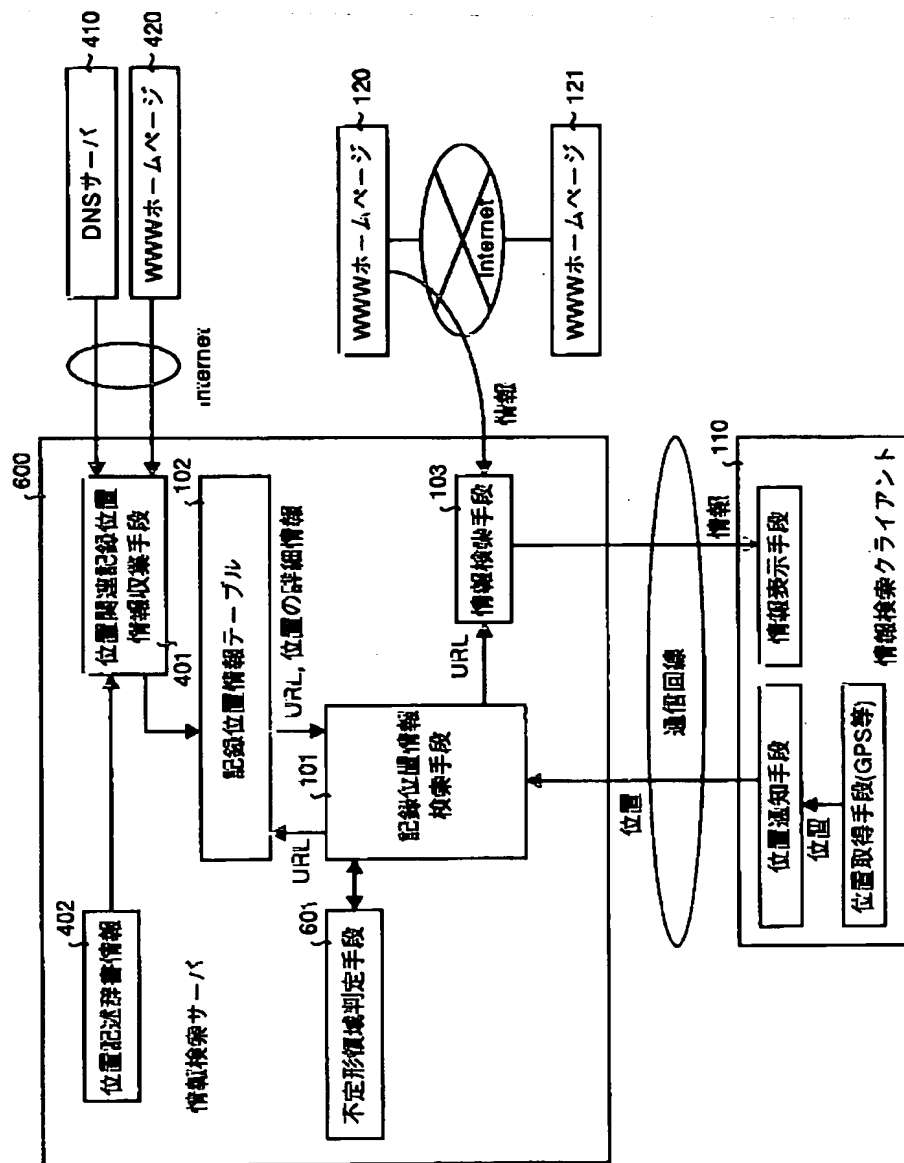 600
情報検索サーバ
402
位置記述辞書情報
位置関連記録位置
情報収集手段
401
102
記録位置情報テーブル
URL
URL, 位置の詳細情報
601
不定形領域判定手段
101
記録位置情報
検索手段
URL
103
情報検索手段
Internet
DNSサーバ
410
WWWホームページ
420
情報
WWWホームページ
120
Internet
WWWホームページ
121
位置
通信回線
情報
110
位置通知手段
位置
位置取得手段(GPS等)
情報表示手段
情報検索クライアント